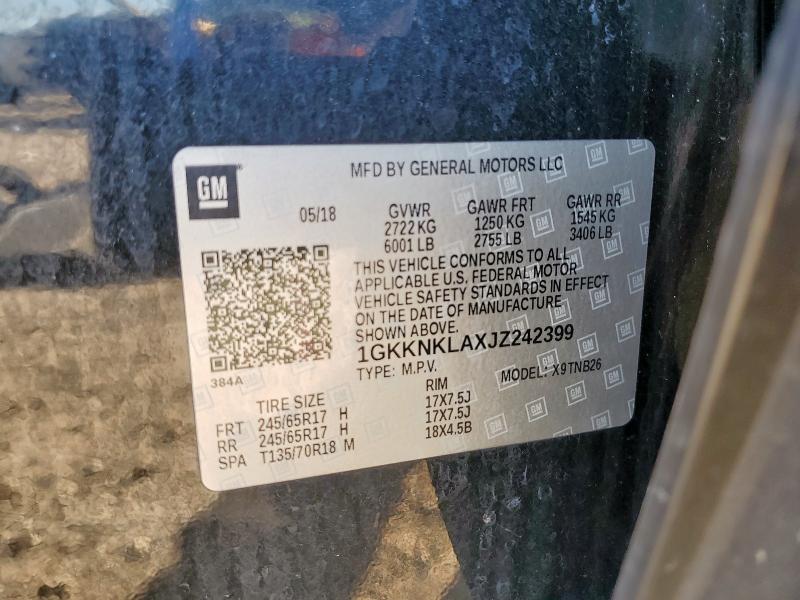 GM
MFD BY GENERAL MOTORS LLC
05/18 GVWR GAWR FRT GAWR RR
2722 KG 1250 KG 1545 KG
6001 LB 2755 LB 3406 LB
THIS VEHICLE CONFORMS TO ALL
APPLICABLE U.S. FEDERAL MOTOR
VEHICLE SAFETY STANDARDS IN EFFECT
ON THE DATE OF MANUFACTURE
SHOWN ABOVE.
1GKKNKLAXJZ242399
384A
TYPE: M.P.V. MODEL: X9TNB26
TIRE SIZE RIM
FRT 245/65R17 H 17X7.5J
RR 245/65R17 H 17X7.5J
SPA T135/70R18 M 18X4.5B